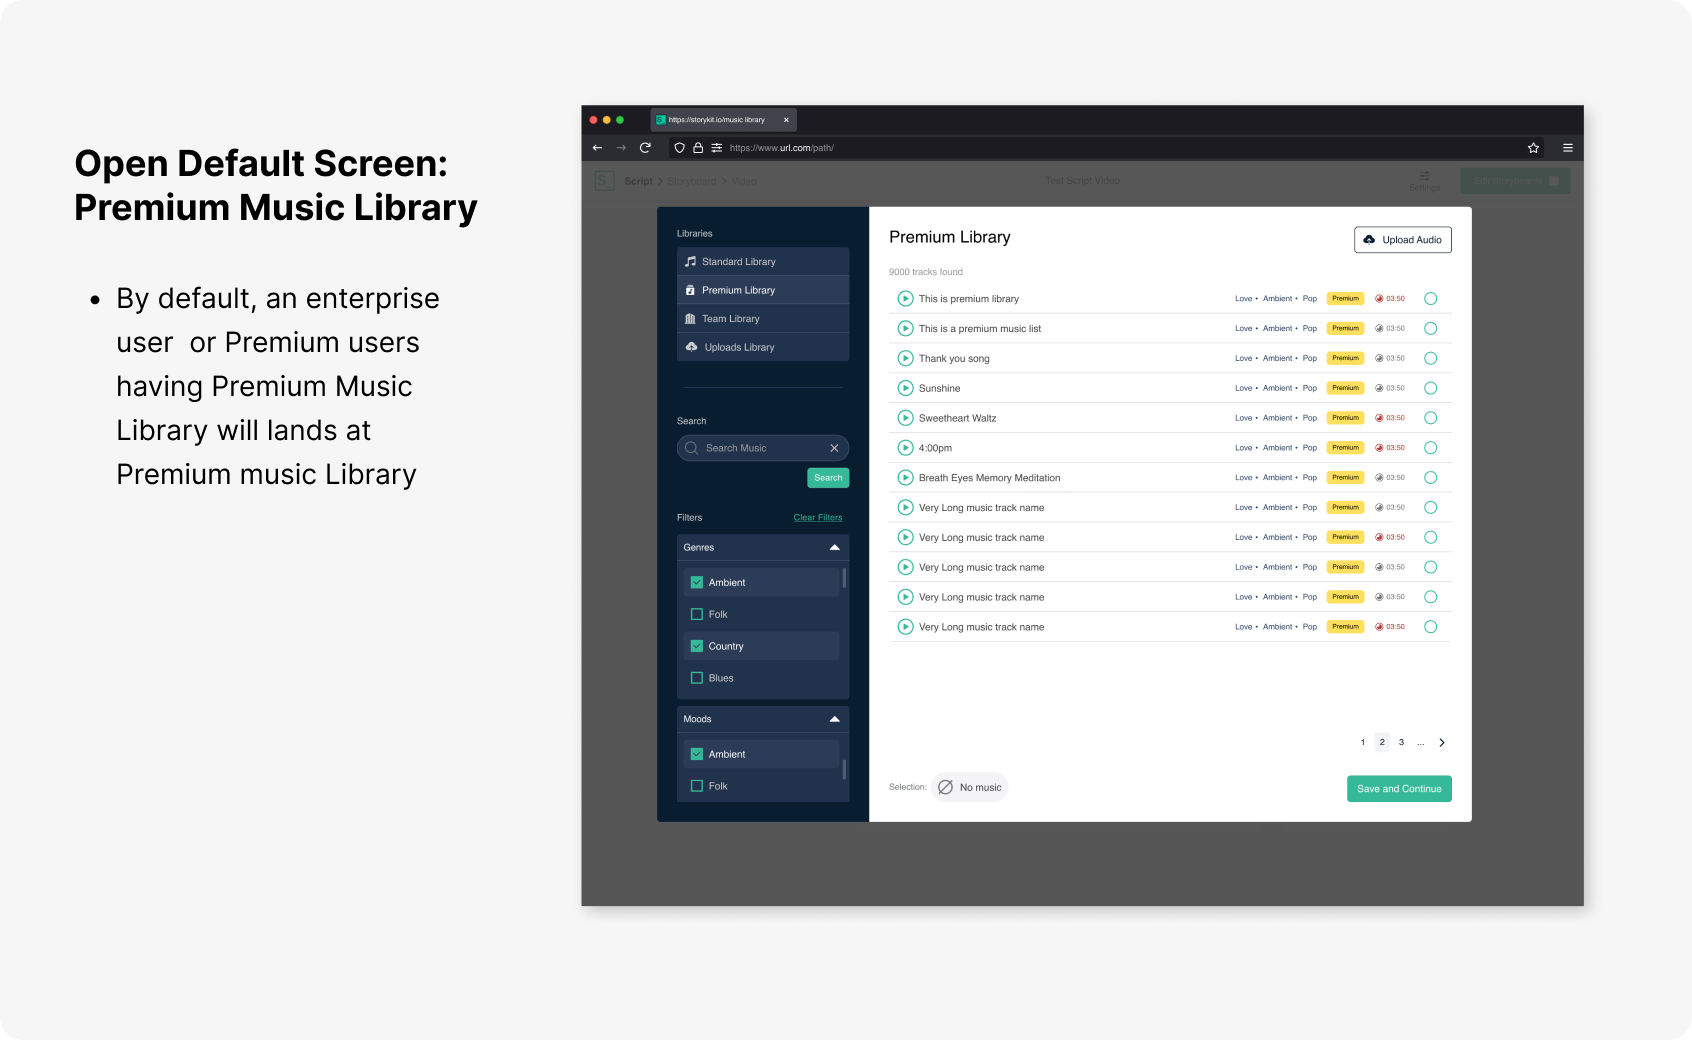 Open Default Screen:
Premium Music Library
• By default, an enterprise
user  or Premium users
having Premium Music
Library will lands at
Premium music Library
https://storykit.io/music library
https://www.url.com/path/
S. Script > Storyboard > Video
Test Script Video
Settings
Edit Storyboard
Libraries
Standard Library
Premium Library
Team Library
Uploads Library
Search
Search Music
Search
Filters Clear Filters
Genres
Ambient
Folk
Country
Blues
Moods
Ambient
Folk
Premium Library
Upload Audio
9000 tracks found
This is premium library Love • Ambient • Pop Premium 03:50
This is a premium music list Love • Ambient • Pop Premium 03:50
Thank you song Love • Ambient • Pop Premium 03:50
Sunshine Love • Ambient • Pop Premium 03:50
Sweetheart Waltz Love • Ambient • Pop Premium 03:50
4:00pm Love • Ambient • Pop Premium 03:50
Breath Eyes Memory Meditation Love • Ambient • Pop Premium 03:50
Very Long music track name Love • Ambient • Pop Premium 03:50
Very Long music track name Love • Ambient • Pop Premium 03:50
Very Long music track name Love • Ambient • Pop Premium 03:50
Very Long music track name Love • Ambient • Pop Premium 03:50
Very Long music track name Love • Ambient • Pop Premium 03:50
1 2 3 ...
Selection: No music
Save and Continue